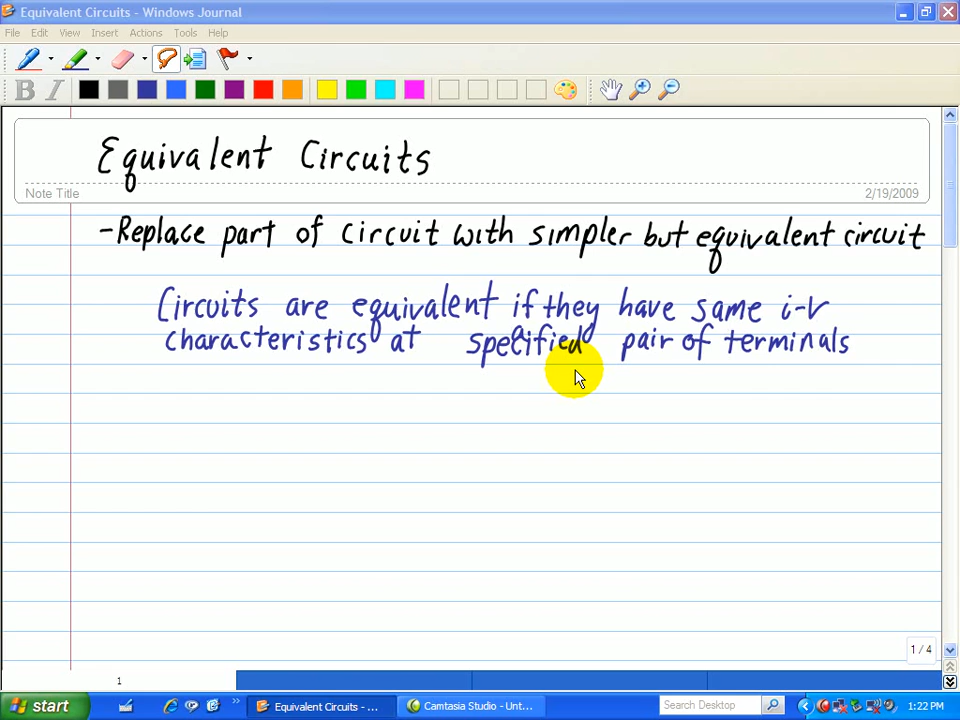 Equivalent Circuits - Windows Journal
File Edit View Insert Actions Tools Help
B I
Equivalent Circuits
Note Title 2/19/2009
-Replace part of circuit with simpler but equivalent circuit
Circuits are equivalent if they have same i-v
characteristics at a specified pair of terminals
1 / 4
1
start Equivalent Circuits - ... Camtasia Studio - Unt... Search Desktop 1:22 PM